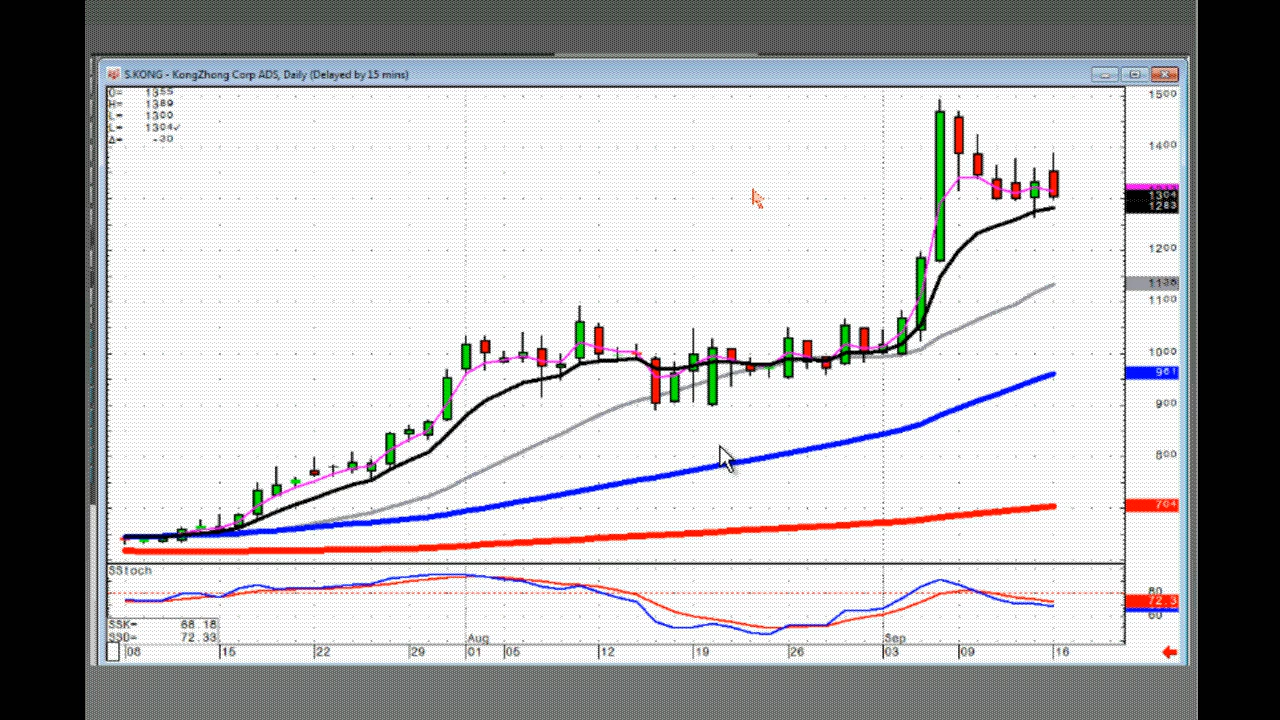 S.KONG - KongZhong Corp ADS, Daily (Delayed by 15 mins)
O= 1355
H= 1389
L= 1300
L= 1304✓
Δ= -30
1500
1400
1304
1283
1200
1136
1100
1000
961
900
800
704
SStoch
80
72.3
60
SSK= 68.18
SSD= 72.33
Aug
Sep
08 15 22 29 01 05 12 19 26 03 09 16